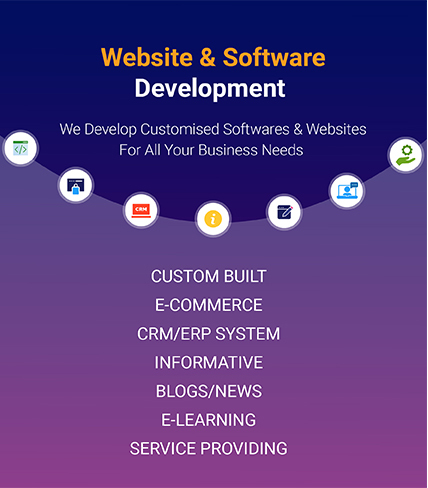 Website & Software
Development
We Develop Customised Softwares & Websites
For All Your Business Needs
</>
CRM
i
CUSTOM BUILT
E-COMMERCE
CRM/ERP SYSTEM
INFORMATIVE
BLOGS/NEWS
E-LEARNING
SERVICE PROVIDING